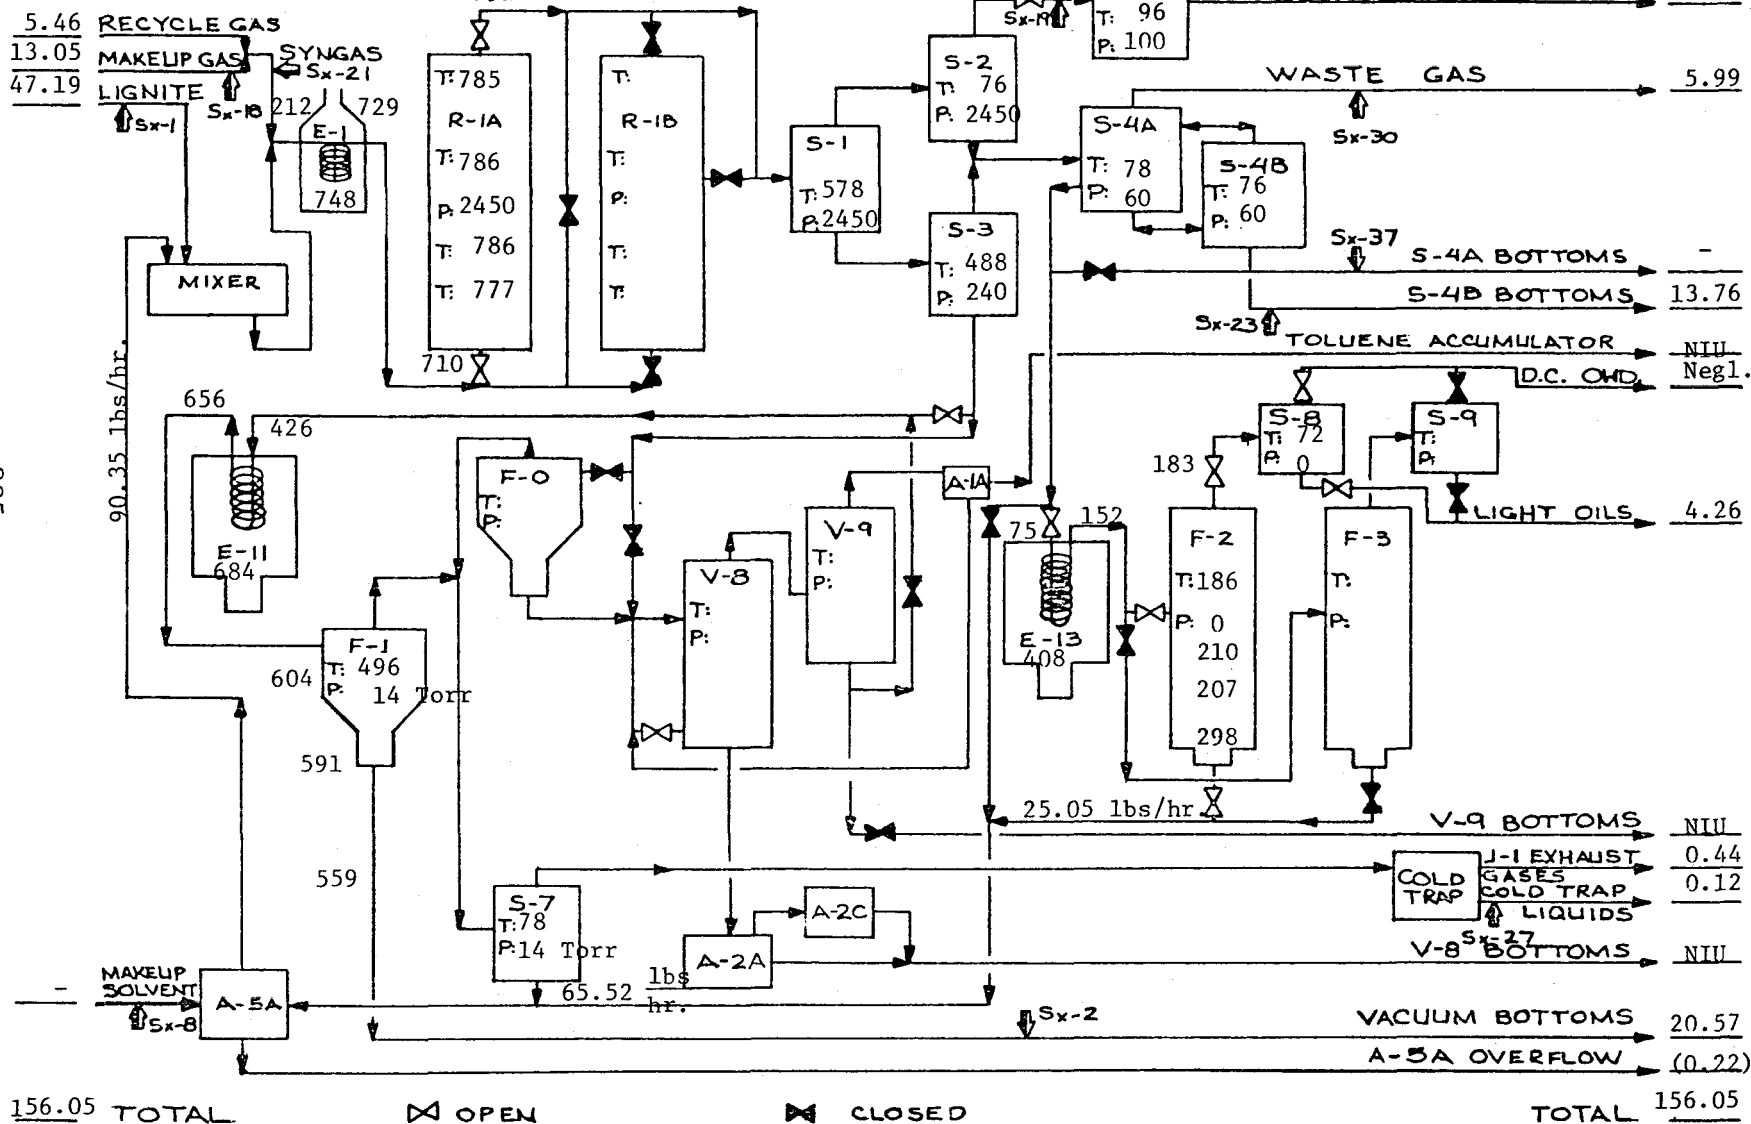 5.46 RECYCLE GAS
13.05 MAKEUP GAS
47.19 LIGNITE
SYNGAS
Sx-21
Sx-18
Sx-1
212 729
E-1
748
MIXER
90.35 lbs/hr.
T: 785
R-1A
T: 786
P: 2450
T: 786
T: 777
710
T:
R-1B
T:
P:
T:
T:
S-1
T: 578
P: 2450
S-2
T: 76
P: 2450
S-3
T: 488
P: 240
Sx-19
T: 96
P: 100
WASTE GAS 5.99
Sx-30
S-4A
T: 78
P: 60
S-4B
T: 76
P: 60
Sx-37
S-4A BOTTOMS -
S-4B BOTTOMS 13.76
Sx-23
TOLUENE ACCUMULATOR NIU
D.C. OHD. Negl.
656
426
E-11
684
F-0
T:
P:
F-1
T: 496
P: 14 Torr
604
591
559
V-8
T:
P:
V-9
T:
P:
A-1A
75 152
E-13
408
183
S-8
T: 72
P: 0
S-9
T:
P:
LIGHT OILS 4.26
F-2
T: 186
P: 0
210
207
298
F-3
T:
P:
25.05 lbs/hr.
V-9 BOTTOMS NIU
COLD TRAP
J-1 EXHAUST GASES 0.44
COLD TRAP LIQUIDS 0.12
Sx-27
V-8 BOTTOMS NIU
S-7
T: 78
P: 14 Torr
A-2C
A-2A
65.52 lbs hr.
MAKEUP SOLVENT -
Sx-8
A-5A
Sx-2
VACUUM BOTTOMS 20.57
A-5A OVERFLOW (0.22)
156.05 TOTAL
OPEN
CLOSED
TOTAL 156.05